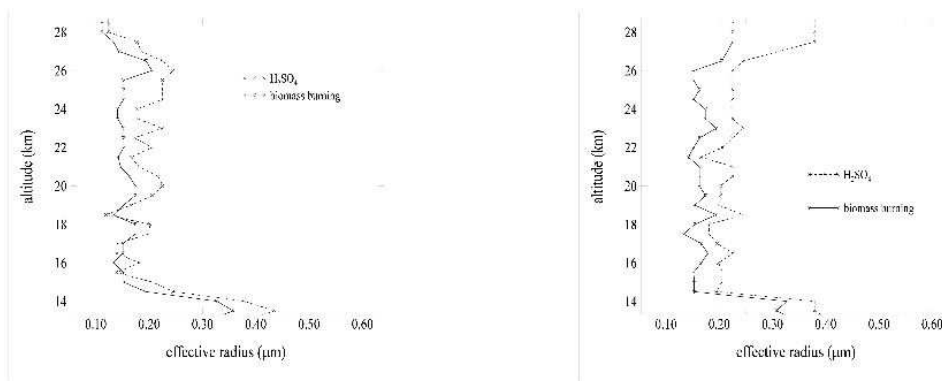 28
26
24
22
20
18
16
14
altitude (km)
H₂SO₄
biomass burning
0.10 0.20 0.30 0.40 0.50 0.60
effective radius (μm)
28
26
24
22
20
18
16
14
altitude (km)
H₂SO₄
biomass burning
0.10 0.20 0.30 0.40 0.50 0.60
effective radius (μm)